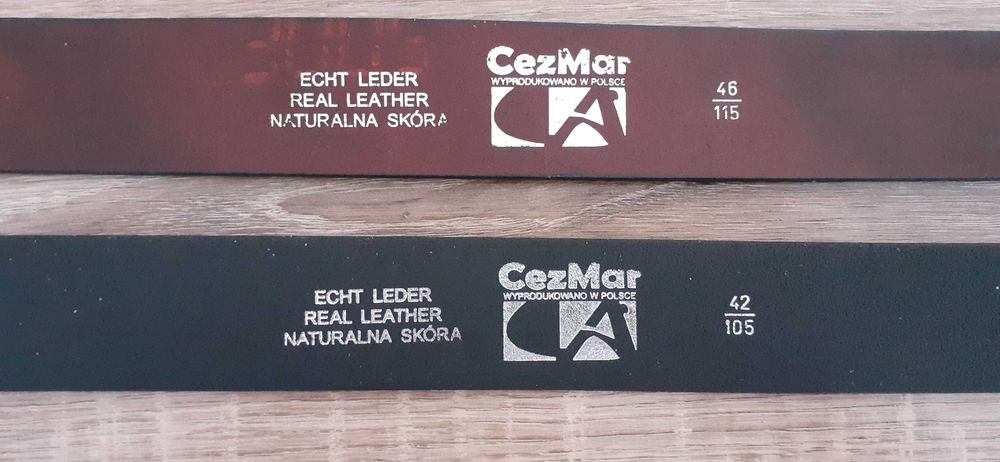 ECHT LEDER
REAL LEATHER
NATURALNA SKÓRA
CezMar
WYPRODUKOWANO W POLSCE
46
115
ECHT LEDER
REAL LEATHER
NATURALNA SKÓRA
CezMar
WYPRODUKOWANO W POLSCE
42
105